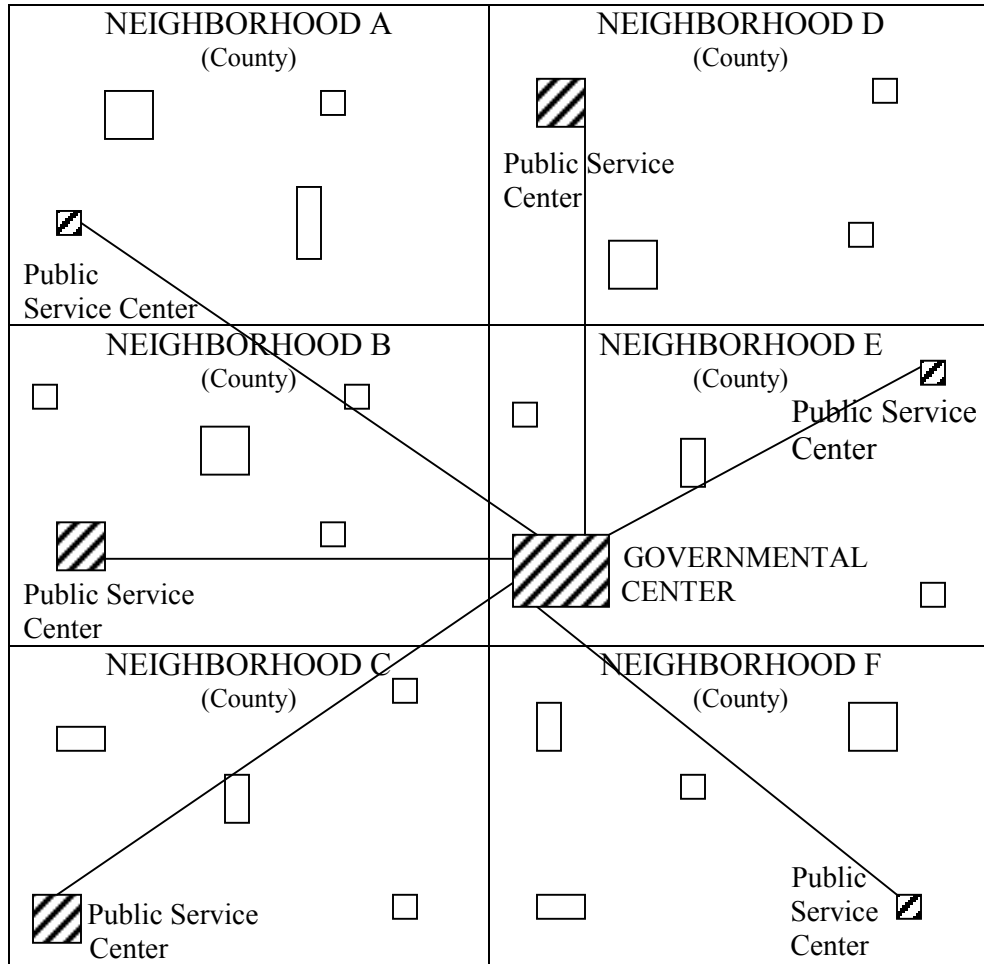 NEIGHBORHOOD A
(County)
Public
Service Center
NEIGHBORHOOD D
(County)
Public Service
Center
NEIGHBORHOOD B
(County)
Public Service
Center
NEIGHBORHOOD E
(County)
Public Service
Center
GOVERNMENTAL
CENTER
NEIGHBORHOOD C
(County)
Public Service
Center
NEIGHBORHOOD F
(County)
Public
Service
Center